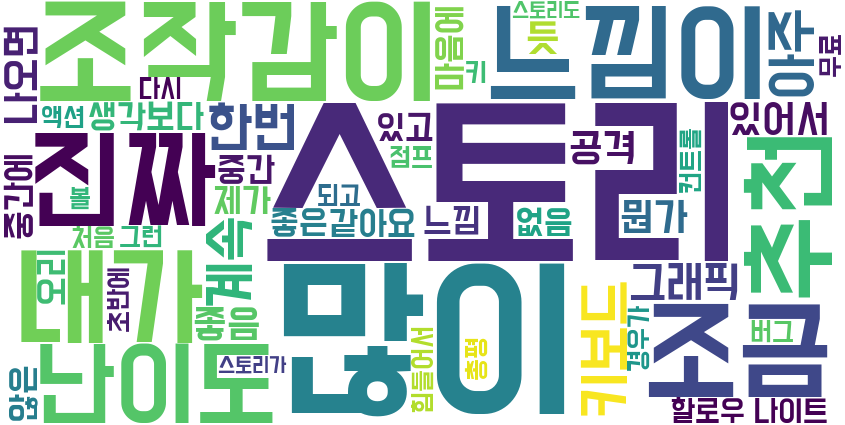 조작감이
느낌이
스토리도
듯
마음에
키
아주
무료
나오면
다시
액션
생각보다
한번
있고
공격
있어서
중간에
진짜
볼
중간
점프
스토리
컨트롤
추천
제가
되고
좋은
같아요
느낌
없음
뭔가
처음
그런
계속
오리
초반에
댄가
좋음
많이
키보드
그래픽
조금
버그
경우가
난이도
스토리가
힘들어서
총평
않은
할로우 나이트